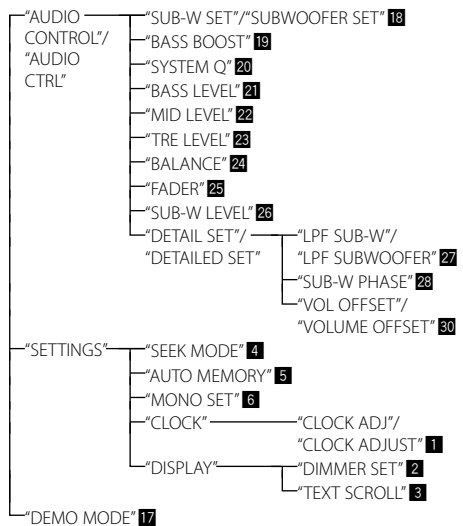 “AUDIO CONTROL”/ “AUDIO CTRL”
“SUB-W SET”/“SUBWOOFER SET” 18
“BASS BOOST” 19
“SYSTEM Q” 20
“BASS LEVEL” 21
“MID LEVEL” 22
“TRE LEVEL” 23
“BALANCE” 24
“FADER” 25
“SUB-W LEVEL” 26
“DETAIL SET”/
“DETAILED SET”
“LPF SUB-W”/
“LPF SUBWOOFER” 27
“SUB-W PHASE” 28
“VOL OFFSET”/
“VOLUME OFFSET” 30
“SETTINGS”
“SEEK MODE” 4
“AUTO MEMORY” 5
“MONO SET” 6
“CLOCK”
“CLOCK ADJ”/
“CLOCK ADJUST” 1
“DISPLAY”
“DIMMER SET” 2
“TEXT SCROLL” 3
“DEMO MODE” 17